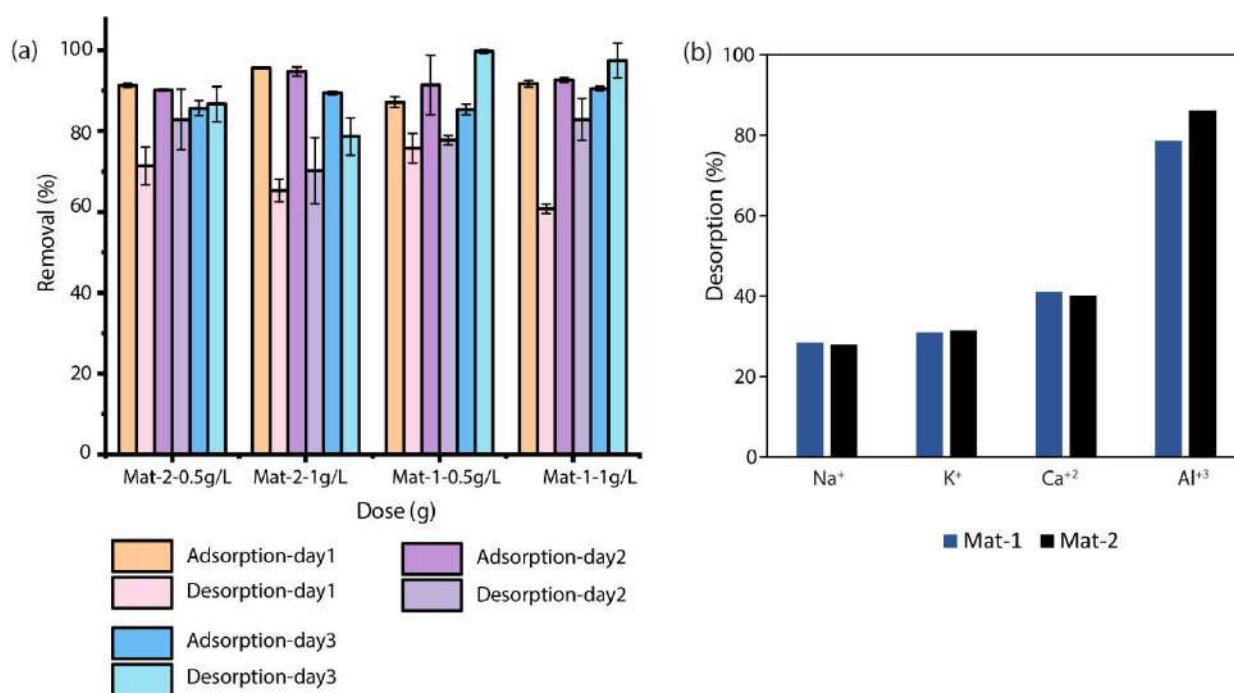 (a)
Removal (%)
100
80
60
40
20
0
Mat-2-0.5g/L Mat-2-1g/L Mat-1-0.5g/L Mat-1-1g/L
Dose (g)
Adsorption-day1
Desorption-day1
Adsorption-day3
Desorption-day3
Adsorption-day2
Desorption-day2
(b)
Desorption (%)
100
80
60
40
20
0
Na⁺ K⁺ Ca⁺² Al⁺³
Mat-1 Mat-2